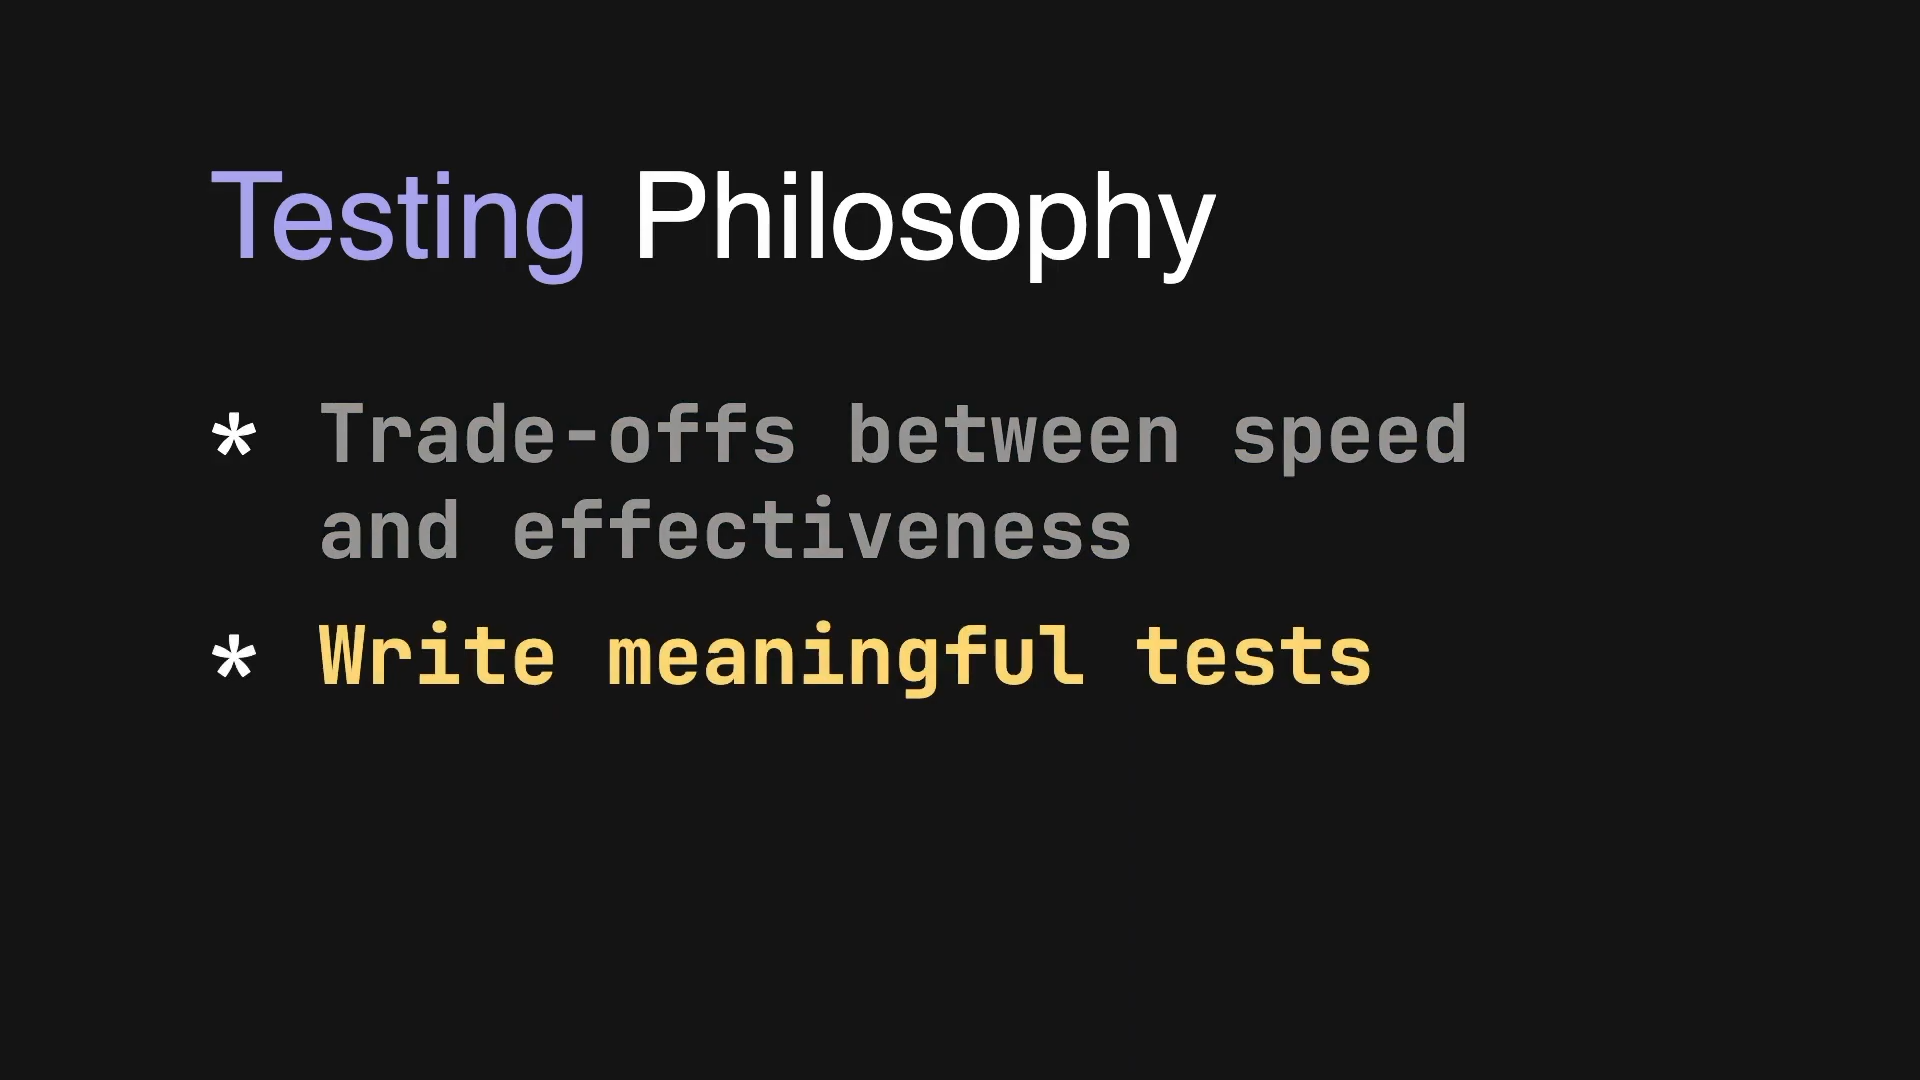 Testing Philosophy
* Trade-offs between speed
and effectiveness
* Write meaningful tests